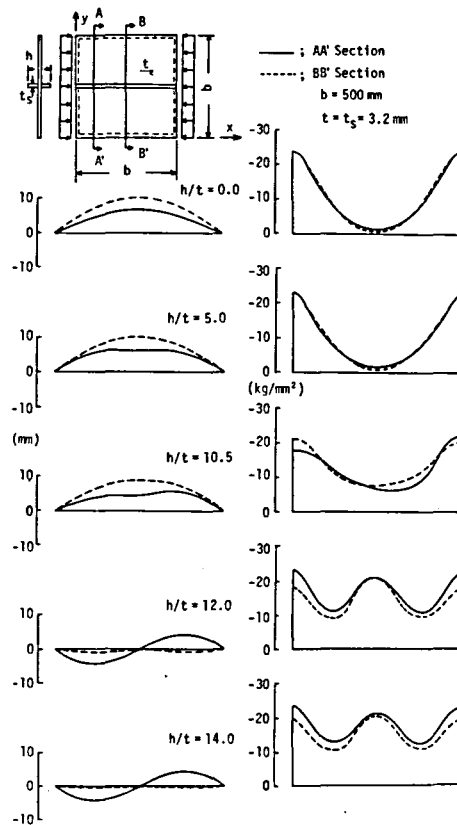 y A B
h
t
ts
b
x
A' B'
b
——— ; AA' Section
----- ; BB' Section
b = 500 mm
t = ts = 3.2 mm
h/t = 0.0
10
0
-10
-30
-20
-10
0
h/t = 5.0
10
0
-10
-30
-20
-10
0
(mm)
(kg/mm²)
h/t = 10.5
10
0
-10
-30
-20
-10
0
h/t = 12.0
10
0
-10
-30
-20
-10
0
h/t = 14.0
10
0
-10
-30
-20
-10
0